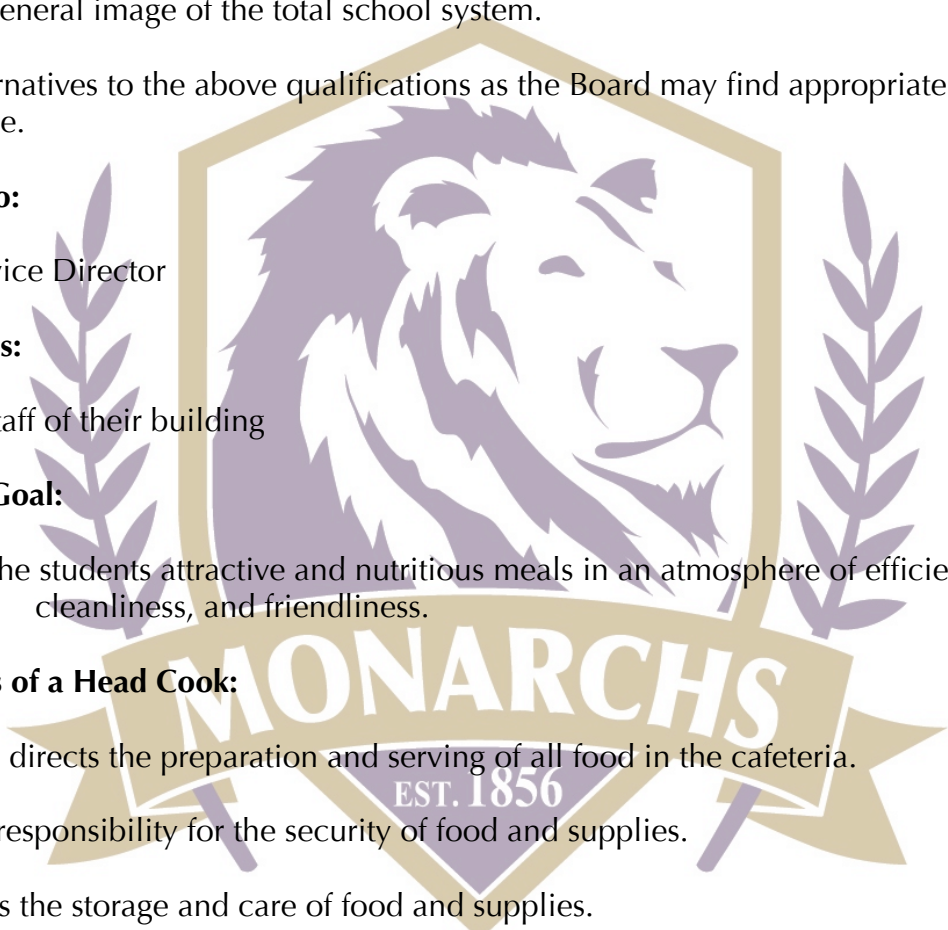 eneral image of the total school system.
rnatives to the above qualifications as the Board may find appropriate
e.
o:
vice Director
s:
taff of their building
Goal:
he students attractive and nutritious meals in an atmosphere of efficie
cleanliness, and friendliness.
MONARCHS
s of a Head Cook:
directs the preparation and serving of all food in the cafeteria.
EST. 1856
responsibility for the security of food and supplies.
s the storage and care of food and supplies.